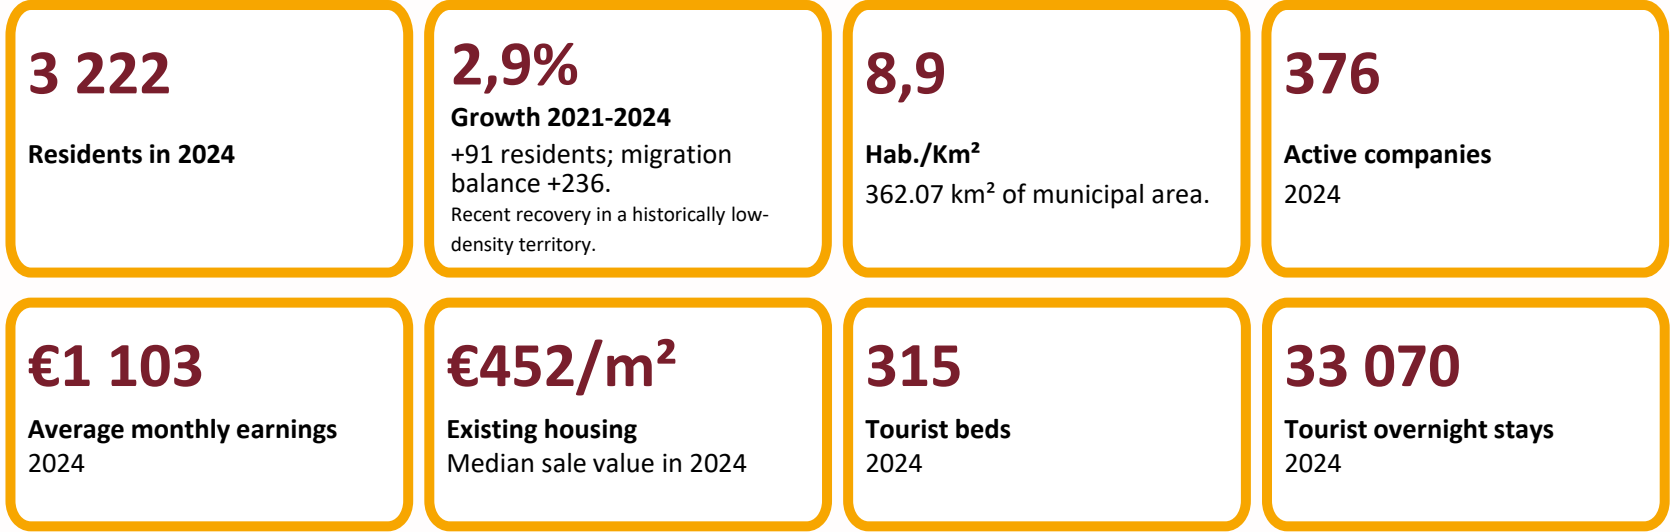 3 222
Residents in 2024
2,9%
Growth 2021-2024
+91 residents; migration
balance +236.
Recent recovery in a historically low-
density territory.
8,9
Hab./Km²
362.07 km² of municipal area.
376
Active companies
2024
€1 103
Average monthly earnings
2024
€452/m²
Existing housing
Median sale value in 2024
315
Tourist beds
2024
33 070
Tourist overnight stays
2024